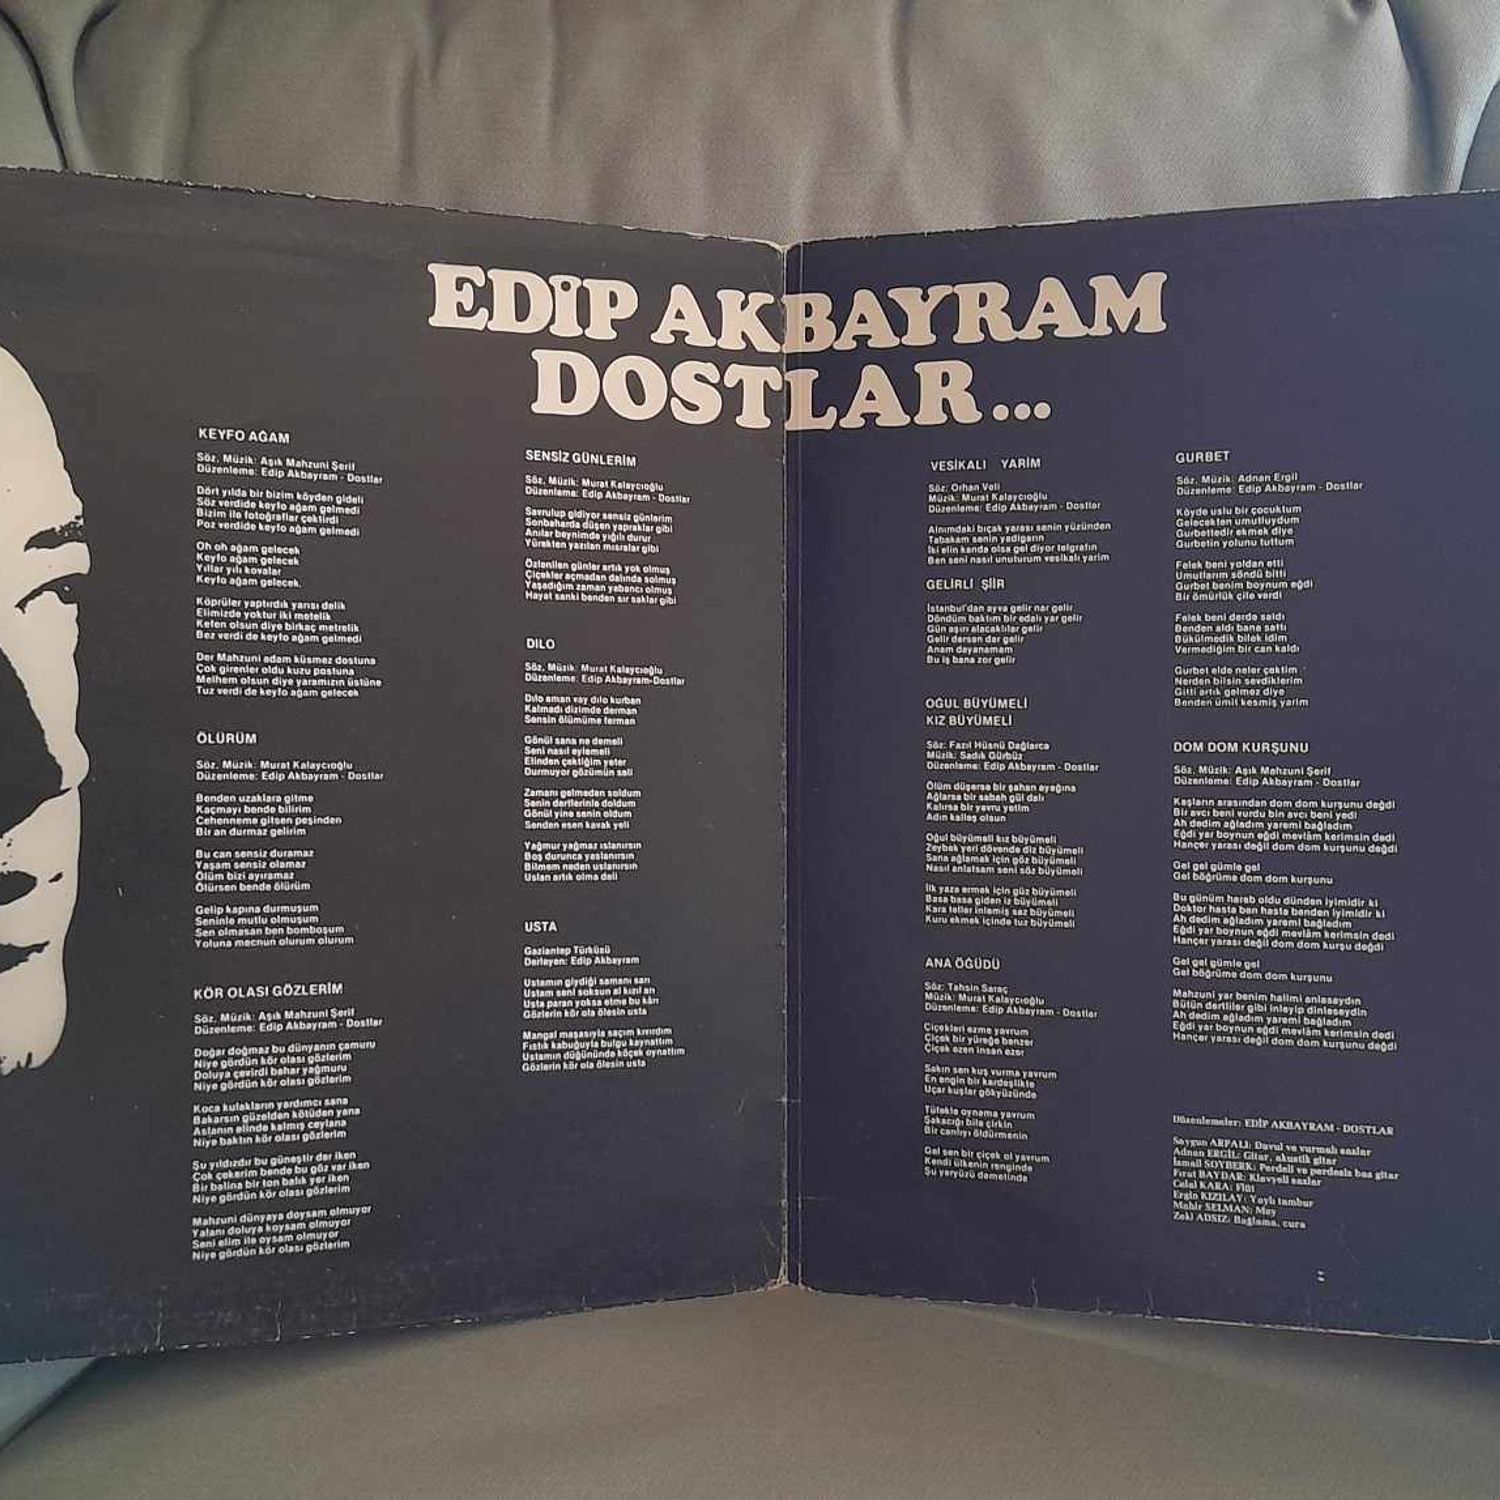 EDİP AKBAYRAM
DOSTLAR...
KEYFO AĞAM
Söz, Müzik: Aşık Mahzuni Şerif
Düzenleme: Edip Akbayram - Dostlar
Dört yılda bir bizim köyden gideli
Söz verdide keyfo ağam gelmedi
Bizim ile fotoğraflar çektirdi
Poz verdide keyfo ağam gelmedi
Oh oh ağam gelecek
Keyfo ağam gelecek
Yıllar yılı kovalar
Keyfo ağam gelecek.
Köprüler yaptırdık yarısı delik
Elimizde yoktur iki metelik
Kefen olsun diye birkaç metrelik
Bez verdi de keyfo ağam gelmedi
Der Mahzuni adam küsmez dostuna
Çok girenler oldu kuzu postuna
Melhem olsun diye yaramızın üstüne
Tuz verdi de keyfo ağam gelecek
ÖLÜRÜM
Söz, Müzik: Murat Kalaycıoğlu
Düzenleme: Edip Akbayram - Dostlar
Benden uzaklara gitme
Kaçmayı bende bilirim
Cehenneme gitsen peşinden
Bir an durmaz gelirim
Bu can sensiz duramaz
Yaşam sensiz olamaz
Ölüm bizi ayıramaz
Ölürsen bende ölürüm
Gelip kapına durmuşum
Seninle mutlu olmuşum
Sen olmasan ben bomboşum
Yoluna mecnun olurum olurum
KÖR OLASI GÖZLERİM
Söz, Müzik: Aşık Mahzuni Şerif
Düzenleme: Edip Akbayram - Dostlar
Doğar doğmaz bu dünyanın çamuru
Niye gördün kör olası gözlerim
Doluya çevirdi bahar yağmuru
Niye gördün kör olası gözlerim
Koca kulakların yardımcı sana
Bakarsın güzelden kötüden yana
Aslanın elinde kalmış ceylana
Niye baktın kör olası gözlerim
Şu yıldızdır bu güneştir der iken
Çok çekerim bende bu göz var iken
Bir balina bir ton balık yer iken
Niye gördün kör olası gözlerim
Mahzuni dünyaya doysam olmuyor
Yalanı doluya koysam olmuyor
Seni elim ile oysam olmuyor
Niye gördün kör olası gözlerim
SENSİZ GÜNLERİM
Söz, Müzik: Murat Kalaycıoğlu
Düzenleme: Edip Akbayram - Dostlar
Savrulup gidiyor sensiz günlerim
Sonbaharda düşen yapraklar gibi
Anılar beynimde yığılı durur
Yürekten yazılan mısralar gibi
Özlenilen günler artık yok olmuş
Çiçekler açmadan dalında solmuş
Yaşadığım zaman yabancı olmuş
Hayat sanki benden sır saklar gibi
DILO
Söz, Müzik: Murat Kalaycıoğlu
Düzenleme: Edip Akbayram-Dostlar
Dılo aman vay dılo kurban
Kalmadı dizimde derman
Sensin ölümüme ferman
Gönül sana ne demeli
Seni nasıl eylemeli
Elinden çektiğim yeter
Durmuyor gözümün seli
Zamanı gelmeden soldum
Senin dertlerinle doldum
Gönül yine senin oldum
Senden esen kavak yeli
Yağmur yağmaz ıslanırsın
Boş durunca yaslanırsın
Bilmem neden uslanırsın
Uslan artık olma deli
USTA
Gaziantep Türküsü
Derleyen: Edip Akbayram
Ustamın giydiği samanı sarı
Ustam seni soksun al kızıl arı
Usta paran yoksa etme bu kârı
Gözlerin kör ola ölesin usta
Mangal maşasıyla saçım kıvırdım
Fıstık kabuğuyla bulgu kaynattım
Ustamın düğününde köçek oynattım
Gözlerin kör ola ölesin usta
VESİKALI YARİM
Söz: Orhan Veli
Müzik: Murat Kalaycıoğlu
Düzenleme: Edip Akbayram - Dostlar
Alnımdaki bıçak yarası senin yüzünden
Tabakam senin yadigarın
İki elin kanda olsa gel diyor telgrafın
Ben seni nasıl unuturum vesikalı yarim
GELİRLİ ŞİİR
İstanbul'dan ayva gelir nar gelir
Döndüm baktım bir edalı yar gelir
Gün aşırı alacaklılar gelir
Gelir dersen dar gelir
Anam dayanamam
Bu iş bana zor gelir
OĞUL BÜYÜMELİ
KIZ BÜYÜMELİ
Söz: Fazıl Hüsnü Dağlarca
Müzik: Sadık Gürbüz
Düzenleme: Edip Akbayram - Dostlar
Ölüm düşerse bir şahan ayağına
Ağlarsa bir sabah gül dalı
Kalırsa bir yavru yetim
Adın kalleş olsun
Oğul büyümeli kız büyümeli
Zeybek yeri dövende diz büyümeli
Sana ağlamak için göz büyümeli
Nasıl anlatsam seni söz büyümeli
İlk yaza ermek için güz büyümeli
Basa basa giden iz büyümeli
Kara teller inlemiş saz büyümeli
Kuru ekmek içinde tuz büyümeli
ANA ÖĞÜDÜ
Söz: Tahsin Saraç
Müzik: Murat Kalaycıoğlu
Düzenleme: Edip Akbayram - Dostlar
Çiçekleri ezme yavrum
Çiçek bir yüreğe benzer
Çiçek ezen insan ezer
Sakın sen kuş vurma yavrum
En engin bir kardeşlikte
Uçar kuşlar gökyüzünde
Tüfekle oynama yavrum
Şakacığı bile çirkin
Bir canlıyı öldürmenin
Gel sen bir çiçek ol yavrum
Kendi ülkenin renginde
Şu yeryüzü demetinde
GURBET
Söz, Müzik: Adnan Ergil
Düzenleme: Edip Akbayram - Dostlar
Köyde uslu bir çocuktum
Gelecekten umutluydum
Gurbettedir ekmek diye
Gurbetin yolunu tuttum
Felek beni yoldan etti
Umutlarım söndü bitti
Gurbet benim boynum eğdi
Bir ömürlük çile verdi
Felek beni derde saldı
Benden aldı bana sattı
Bükülmedik bilek idim
Vermediğim bir can kaldı
Gurbet elde neler çektim
Nerden bilsin sevdiklerim
Gitti artık gelmez diye
Benden ümit kesmiş yarim
DOM DOM KURŞUNU
Söz, Müzik: Aşık Mahzuni Şerif
Düzenleme: Edip Akbayram - Dostlar
Kaşların arasından dom dom kurşunu değdi
Bir avcı beni vurdu bin avcı beni yedi
Ah dedim ağladım yaremi bağladım
Eğdi yar boynun eğdi mevlâm kerimsin dedi
Hançer yarası değil dom dom kurşunu değdi
Gel gel gümle gel
Gel böğrüme dom dom kurşunu
Bu günüm harab oldu dünden iyimidir ki
Doktor hasta ben hasta benden iyimidir ki
Ah dedim ağladım yaremi bağladım
Eğdi yar boynun eğdi mevlâm kerimsin dedi
Hançer yarası değil dom dom kurşu değdi
Gel gel gümle gel
Gel böğrüme dom dom kurşunu
Mahzuni yar benim halimi anlasaydın
Bütün dertliler gibi inleyip dinleseydin
Ah dedim ağladım yaremi bağladım
Eğdi yar boynun eğdi mevlâm kerimsin dedi
Hançer yarası değil dom dom kurşunu değdi
Düzenlemeler: EDİP AKBAYRAM - DOSTLAR
Saygun ARPALI: Davul ve vurmalı sazlar
Adnan ERGİL: Gitar, akustik gitar
İsmail SOYBERK: Perdeli ve perdesiz bas gitar
Fırat BAYDAR: Klavyeli sazlar
Celal KARA: Flüt
Ergin KIZILAY: Yaylı tambur
Mahir SELMAN: Mey
Zeki ADSIZ: Bağlama, cura